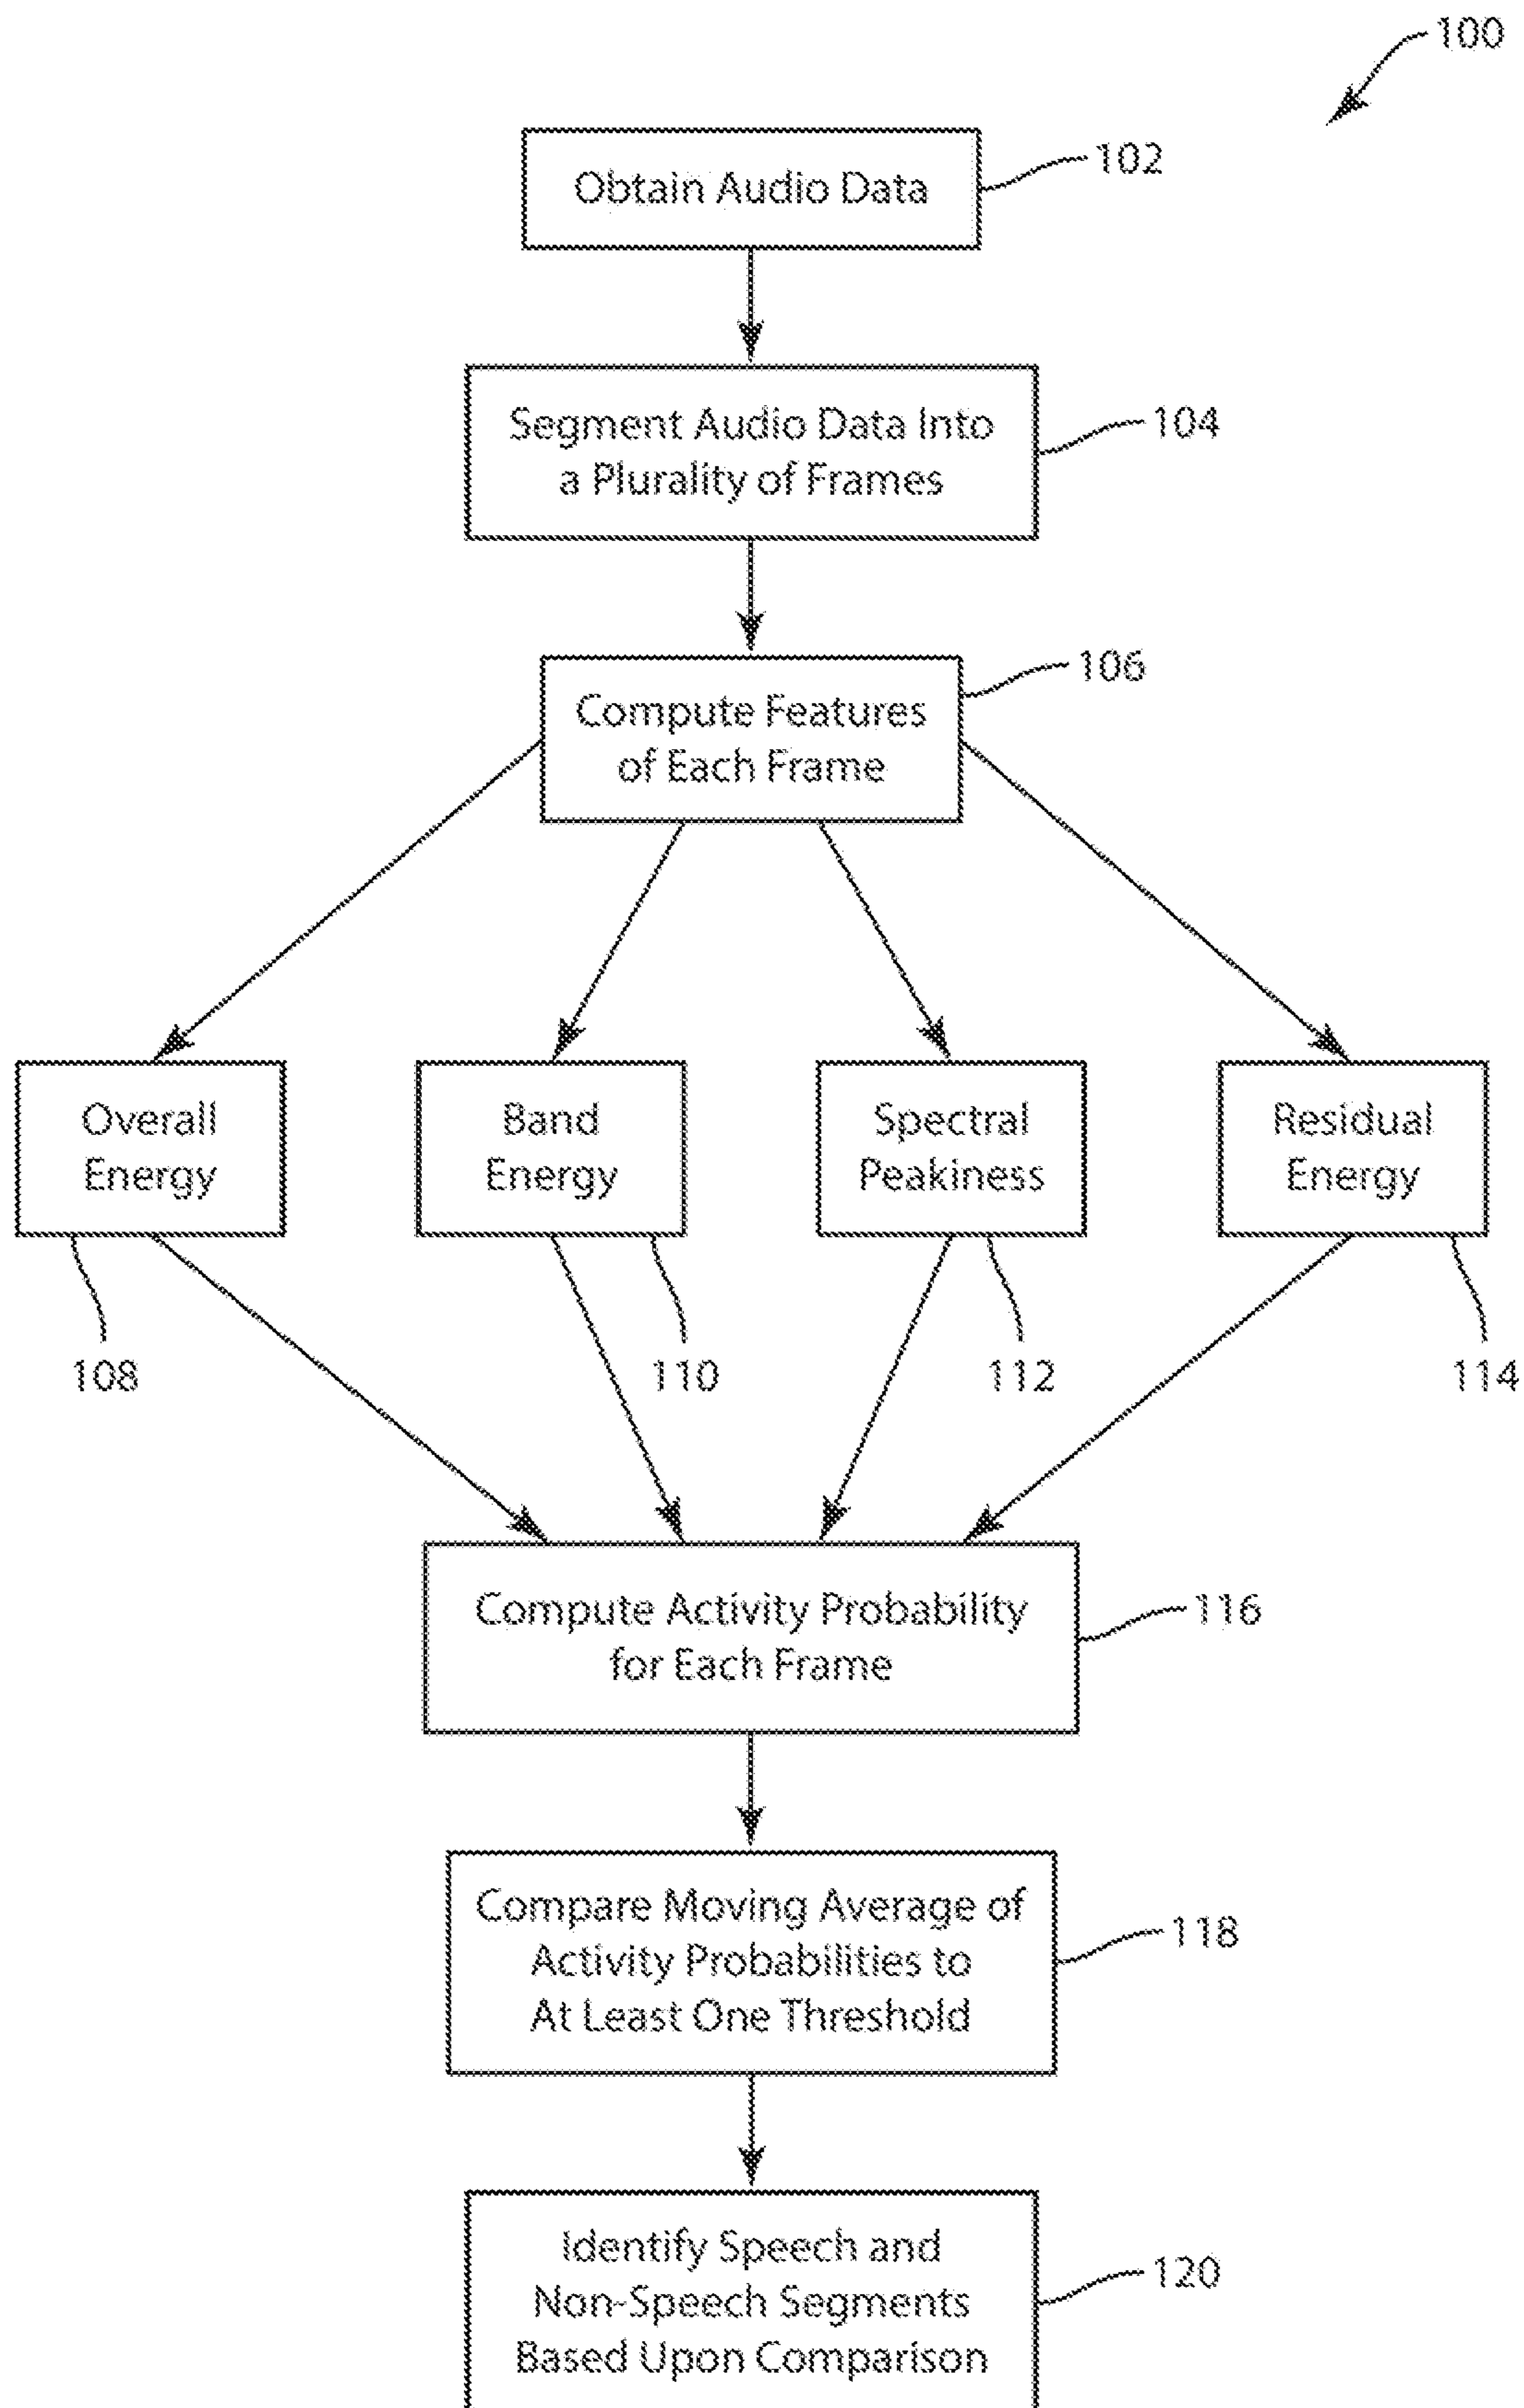 100
Obtain Audio Data
102
Segment Audio Data Into
a Plurality of Frames
104
Compute Features
of Each Frame
106
Overall
Energy
Band
Energy
Spectral
Peakiness
Residual
Energy
108
110
112
114
Compute Activity Probability
for Each Frame
116
Compare Moving Average of
Activity Probabilities to
At Least One Threshold
118
Identify Speech and
Non-Speech Segments
Based Upon Comparison
120